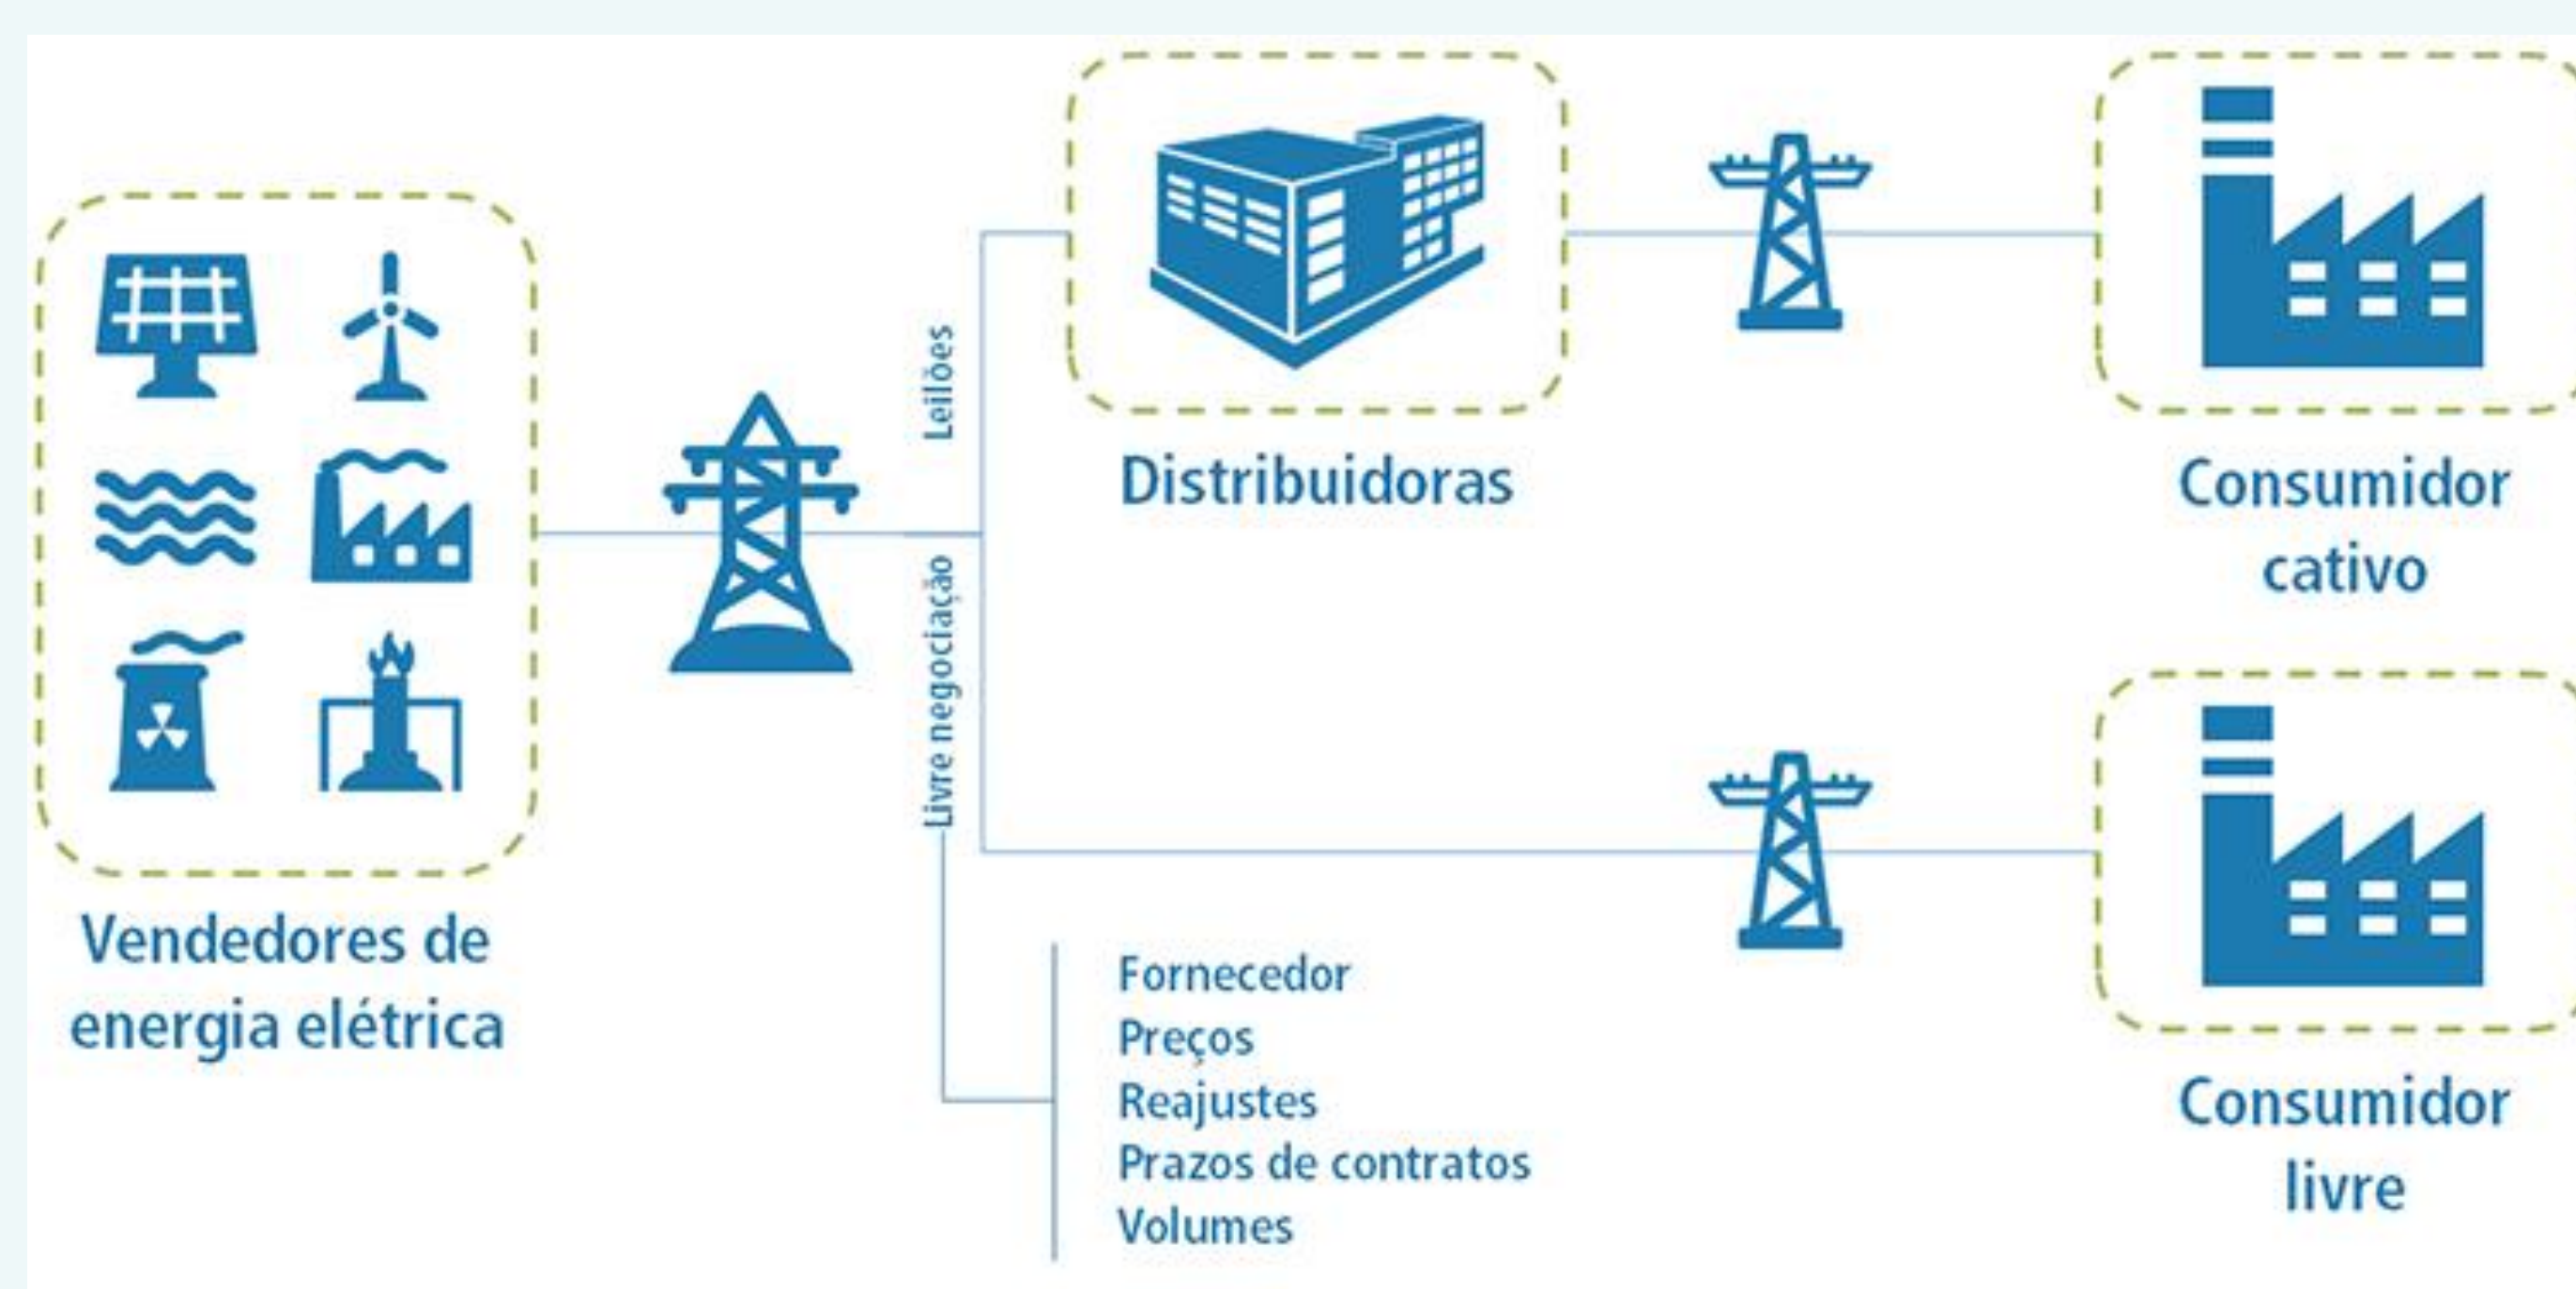 Vendedores de
energia elétrica
Leilões
Livre negociação
Distribuidoras
Consumidor
cativo
Fornecedor
Preços
Reajustes
Prazos de contratos
Volumes
Consumidor
livre